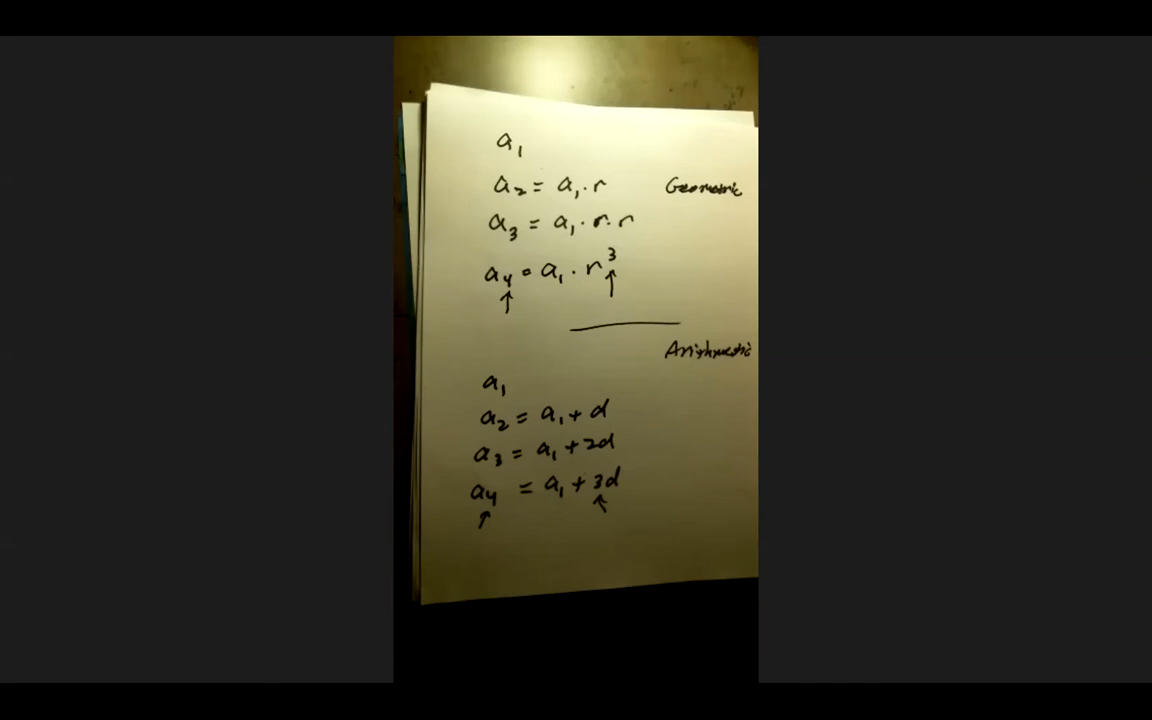 a₁
a₂ = a₁ · r Geometric
a₃ = a₁ · r · r
a₄ = a₁ · r³
↑ ↑
Arithmetic
a₁
a₂ = a₁ + d
a₃ = a₁ + 2d
a₄ = a₁ + 3d
↑ ↑